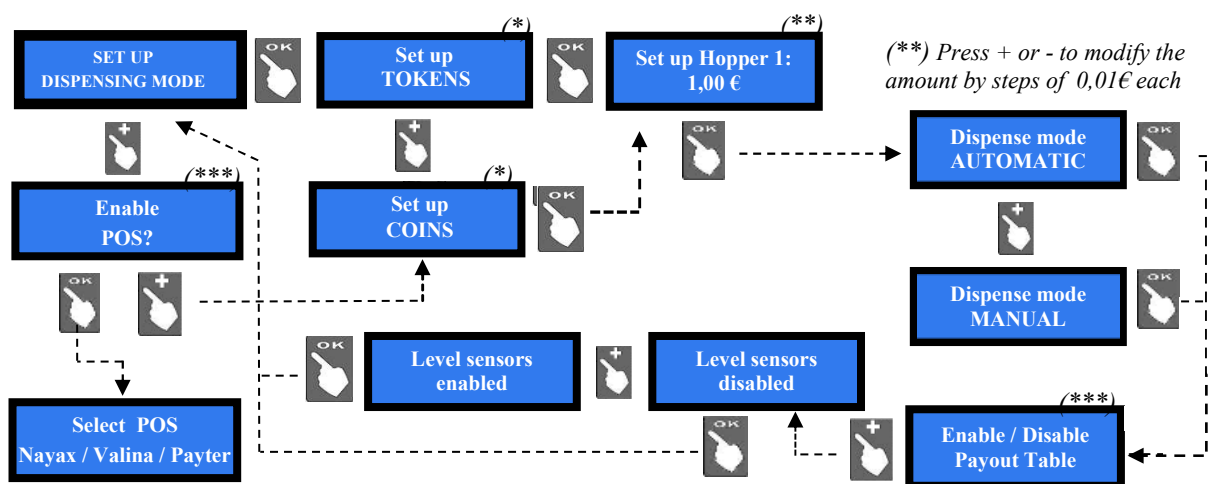 (*)
(**)
SET UP
DISPENSING MODE
OK
Set up
TOKENS
OK
Set up Hopper 1:
1,00 €
(**) Press + or - to modify the
amount by steps of 0,01€ each
+
+
OK
Dispense mode
AUTOMATIC
OK
(***)
(*)
Enable
POS?
Set up
COINS
OK
+
OK
+
Dispense mode
MANUAL
OK
OK
Level sensors
enabled
+
Level sensors
disabled
(***)
Select POS
Nayax / Valina / Payter
OK
+
Enable / Disable
Payout Table